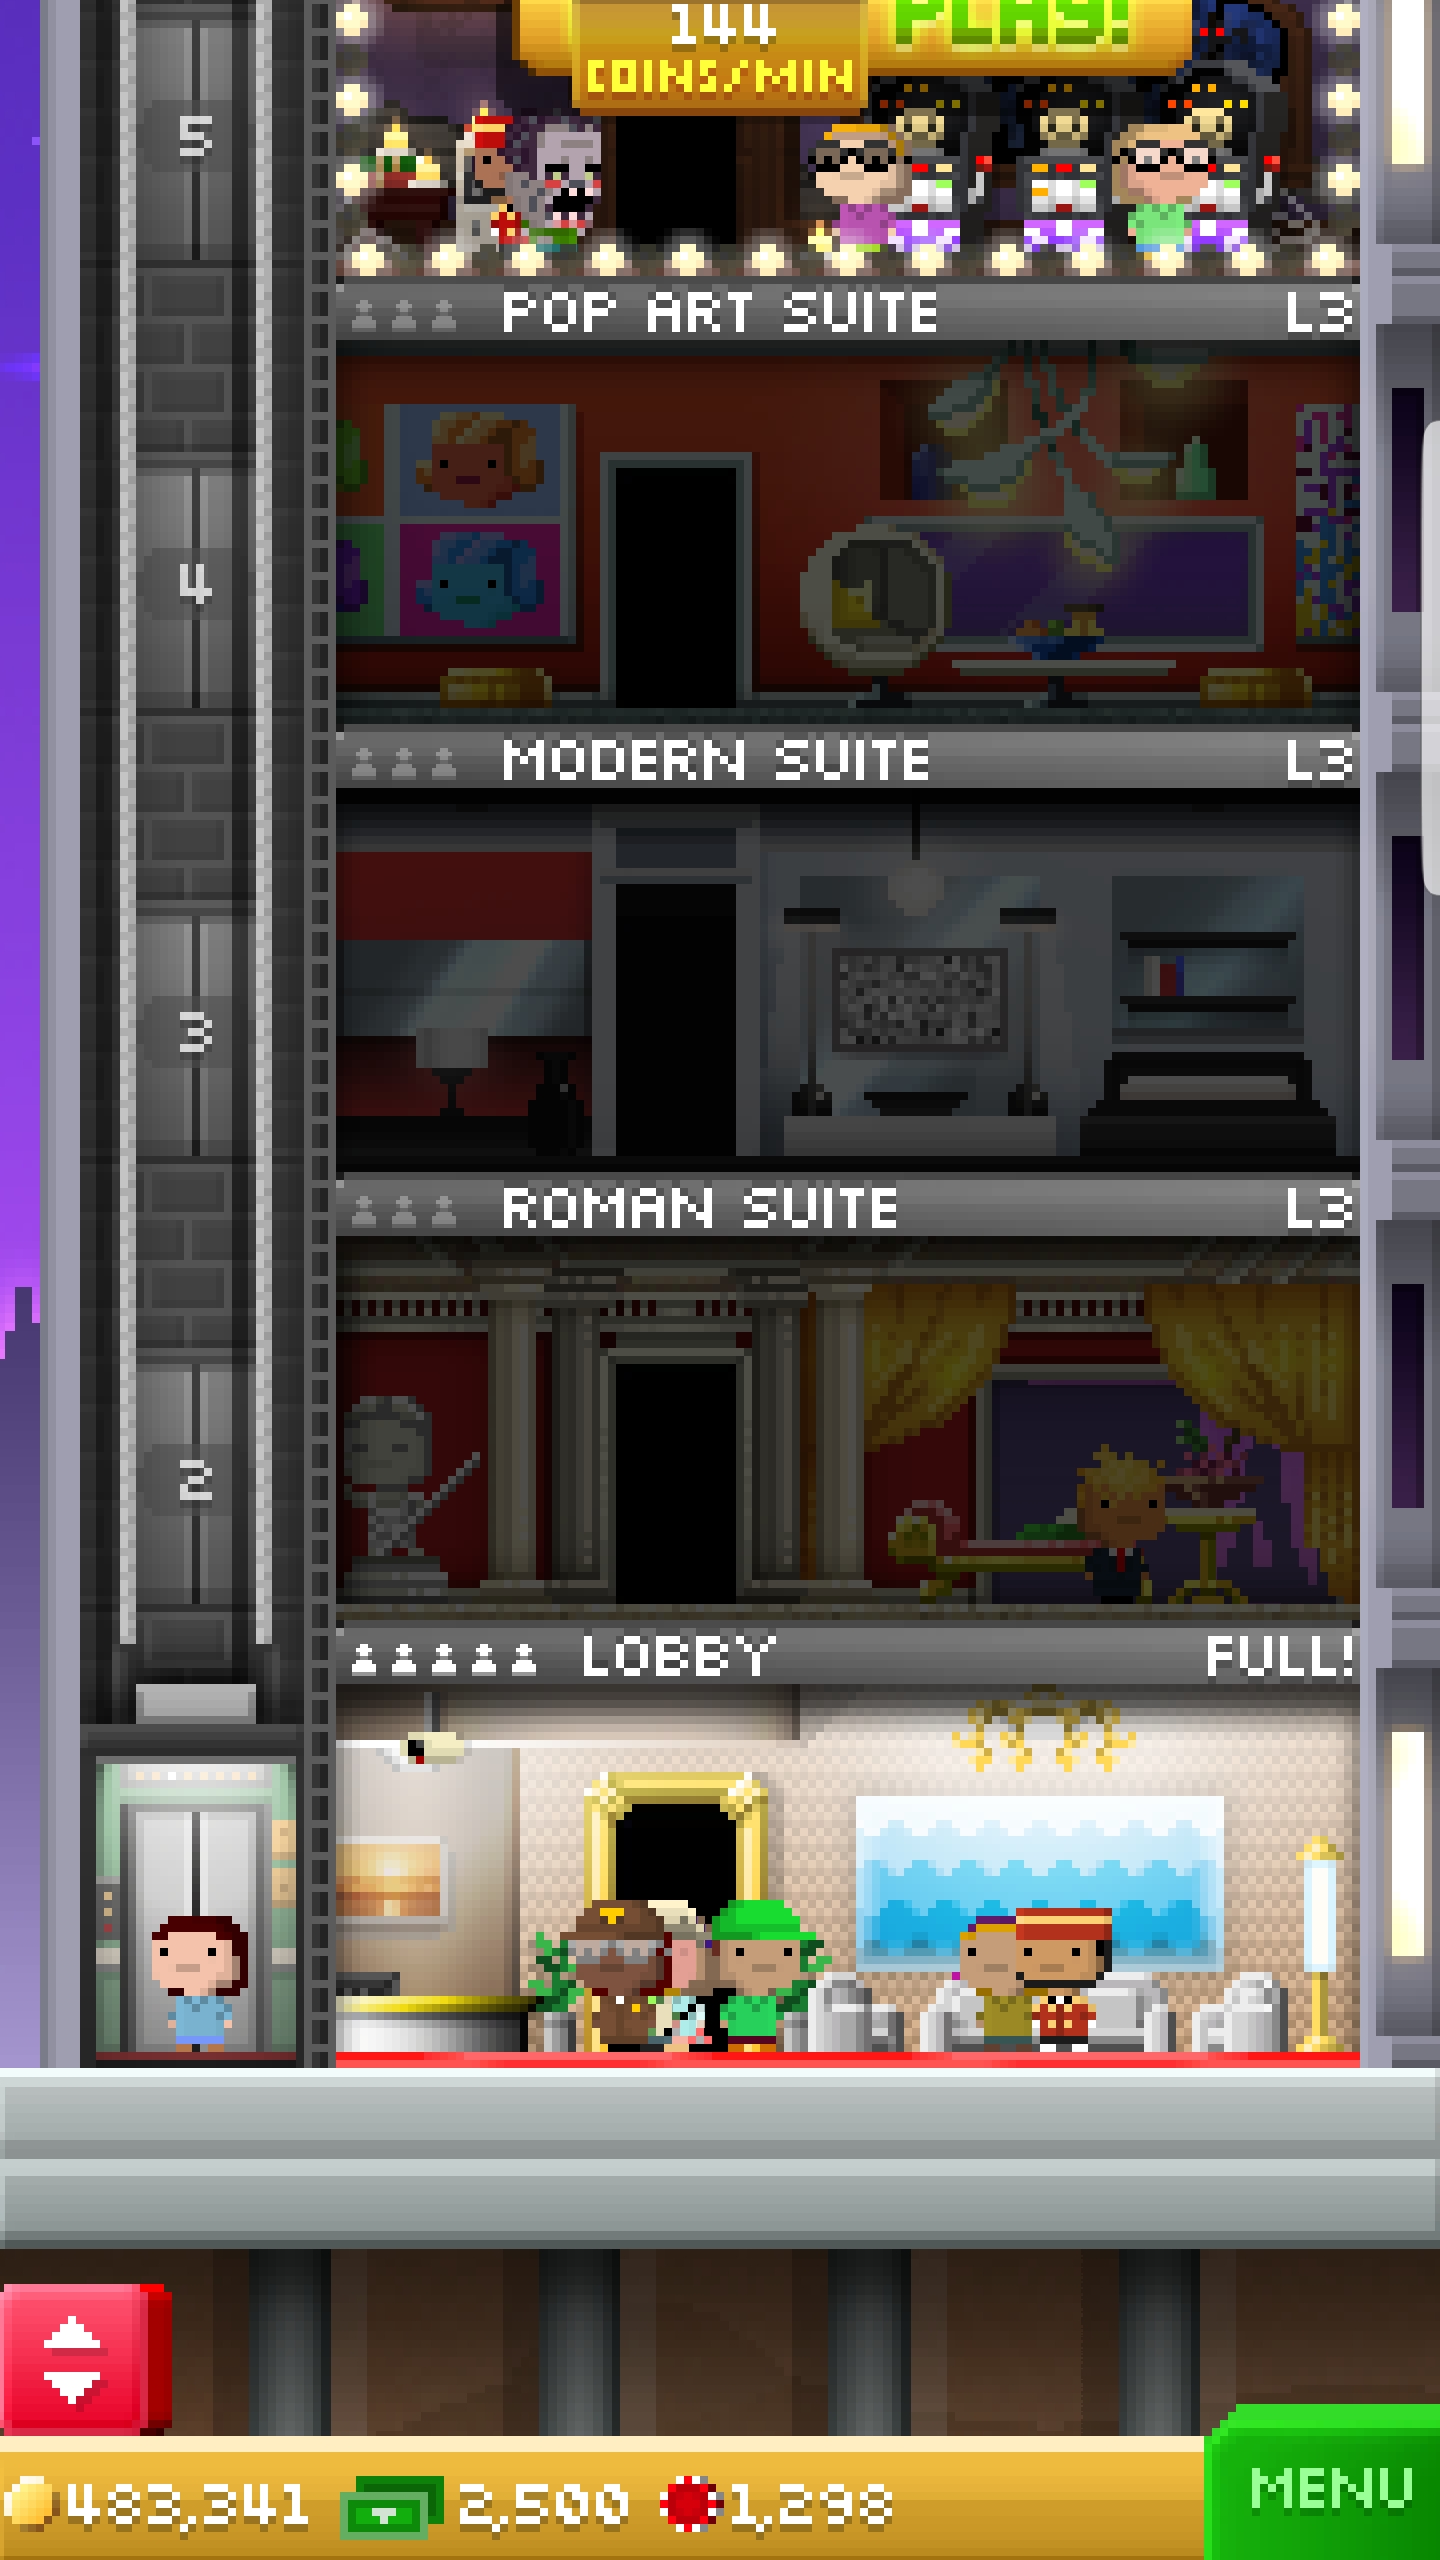 144
PLAY!
COINS/MIN
5
POP ART SUITE L3
4
MODERN SUITE L3
3
ROMAN SUITE L3
2
LOBBY FULL!
483,341 2,500 1,298 MENU